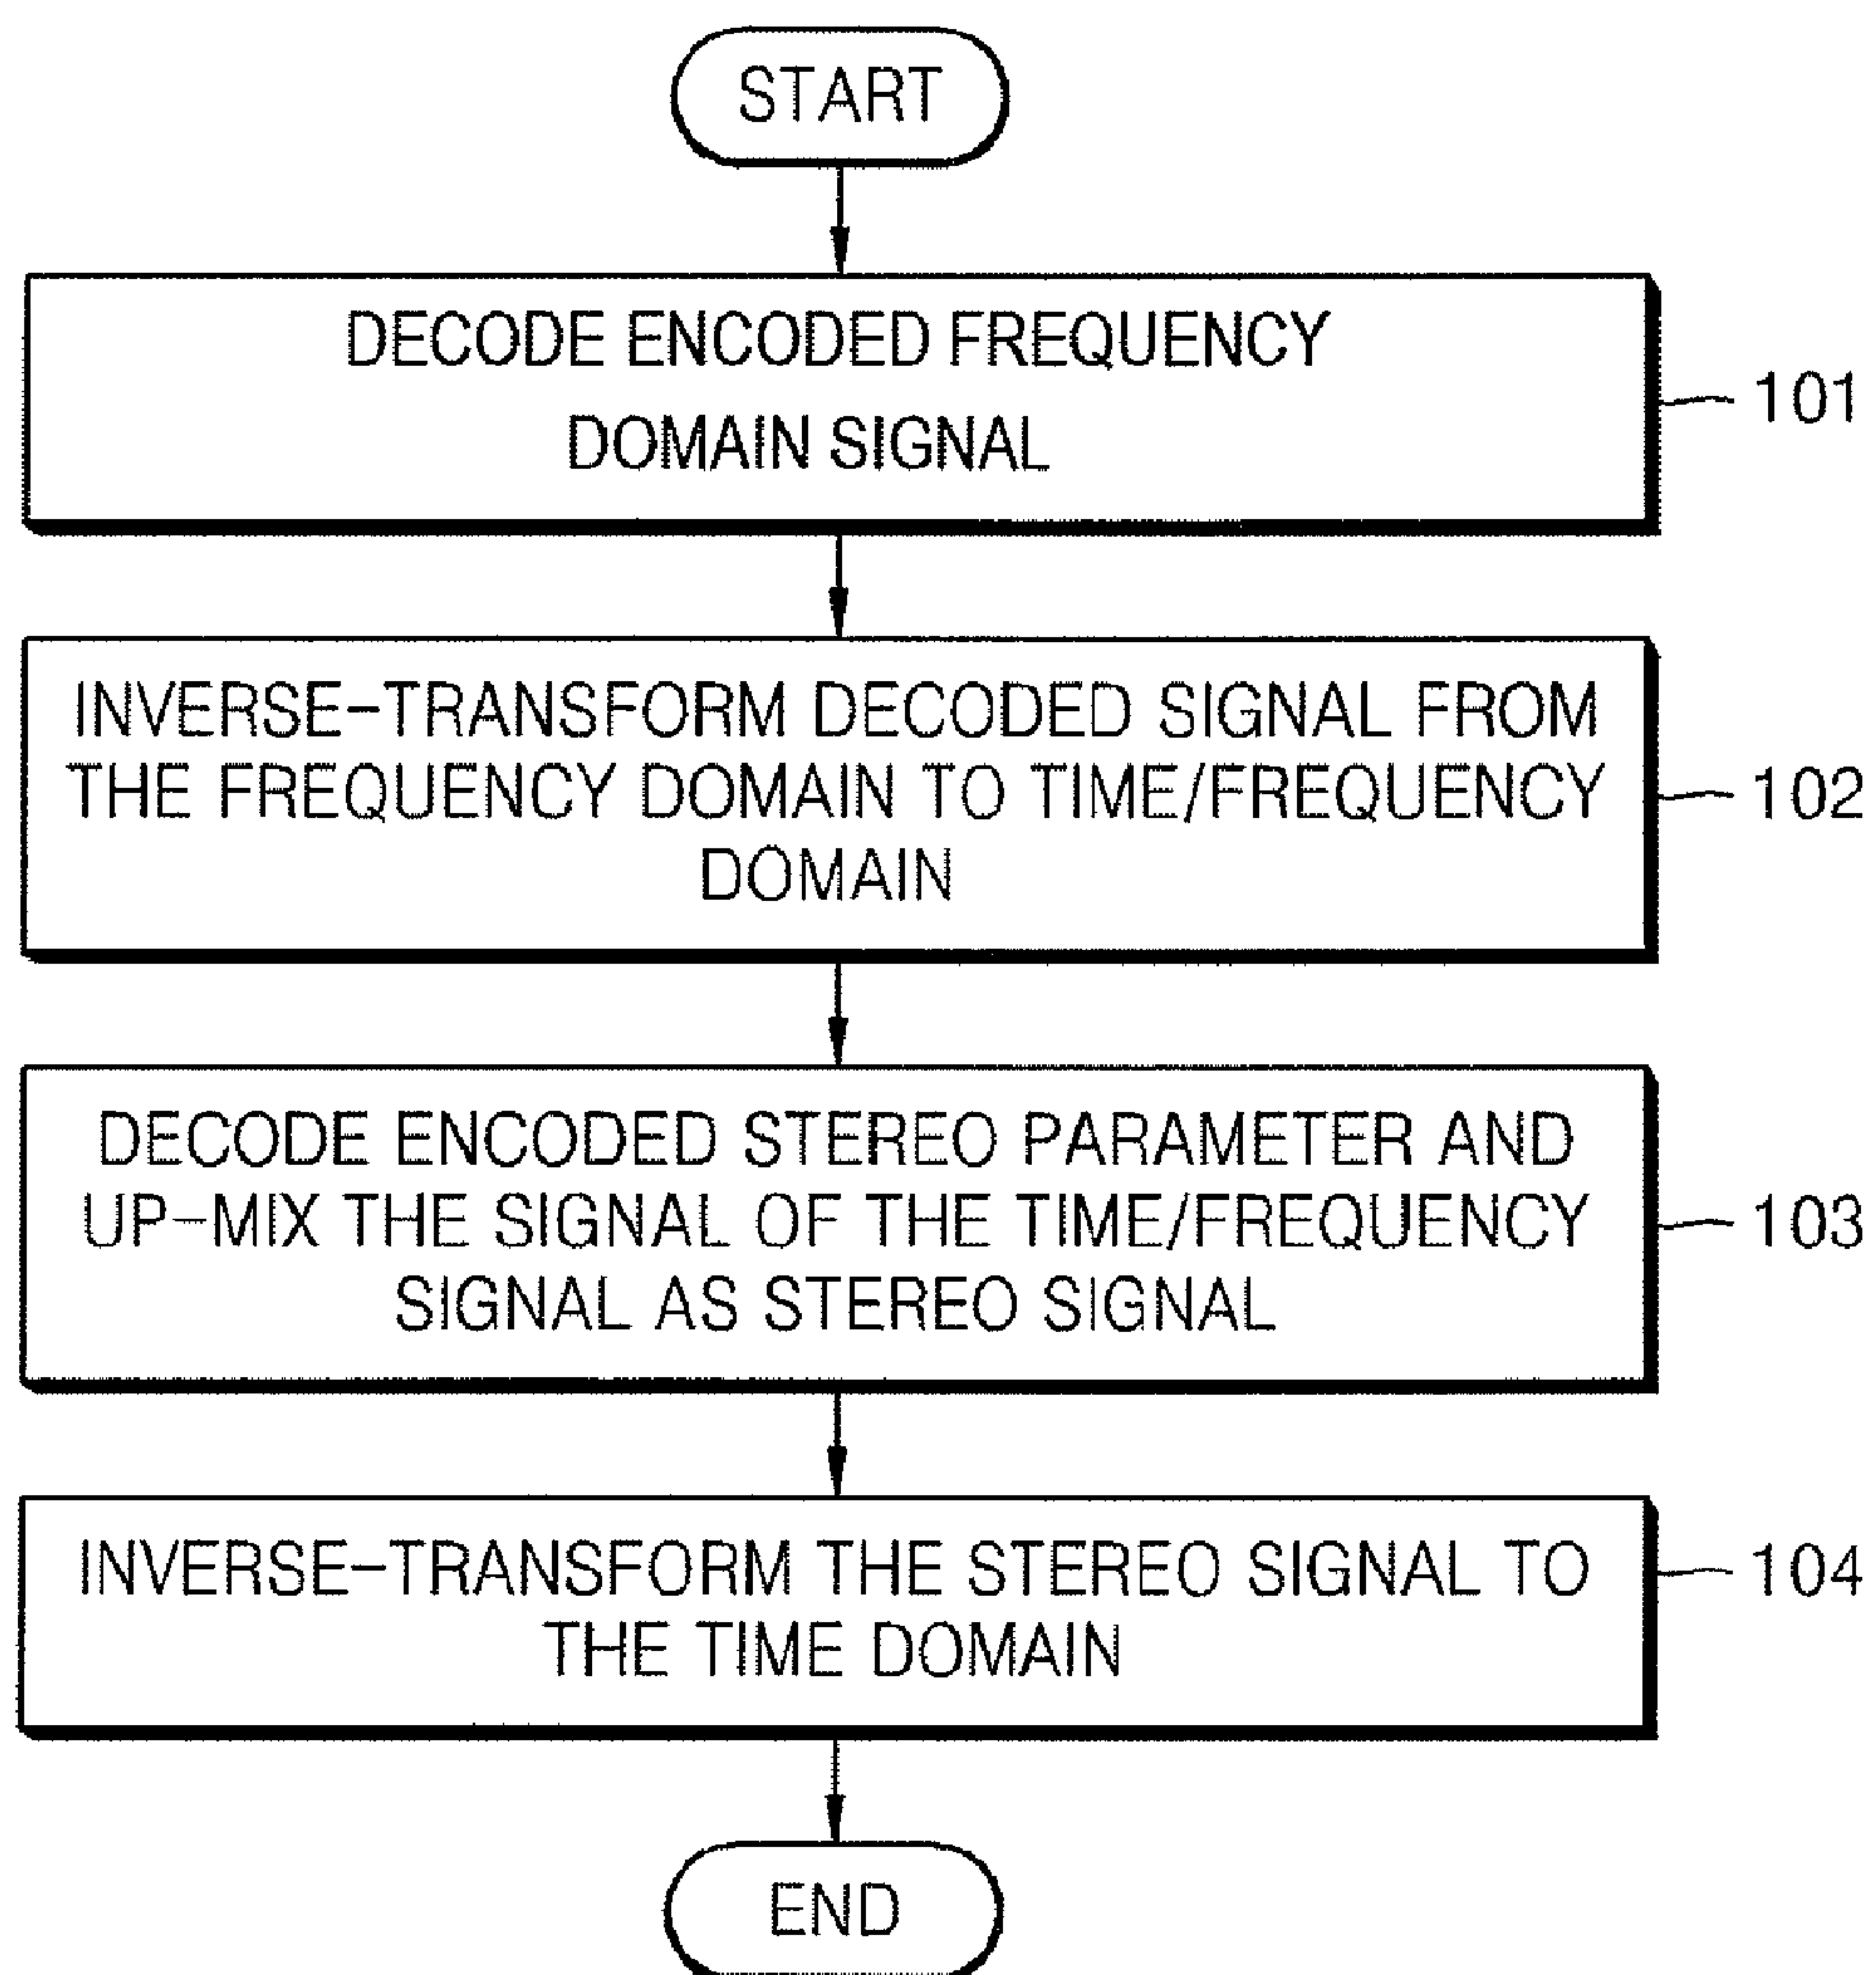 START
DECODE ENCODED FREQUENCY
DOMAIN SIGNAL
101
INVERSE-TRANSFORM DECODED SIGNAL FROM
THE FREQUENCY DOMAIN TO TIME/FREQUENCY
DOMAIN
102
DECODE ENCODED STEREO PARAMETER AND
UP-MIX THE SIGNAL OF THE TIME/FREQUENCY
SIGNAL AS STEREO SIGNAL
103
INVERSE-TRANSFORM THE STEREO SIGNAL TO
THE TIME DOMAIN
104
END